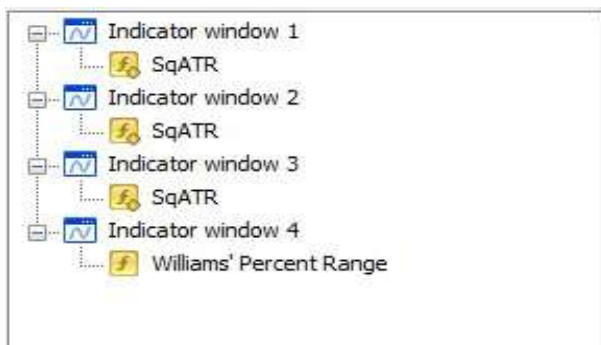 Indicator window 1
SqATR
Indicator window 2
SqATR
Indicator window 3
SqATR
Indicator window 4
Williams' Percent Range